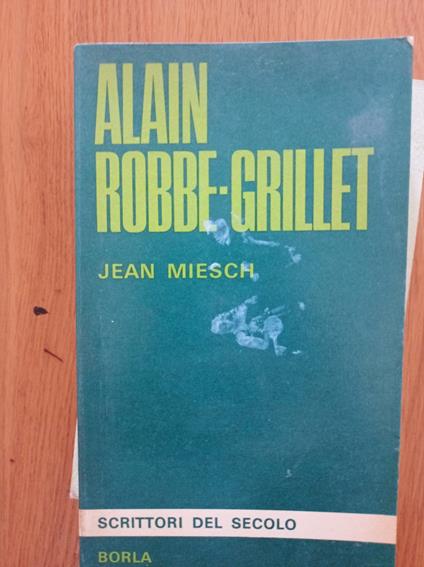 ALAIN
ROBBE-GRILLET
JEAN MIESCH
SCRITTORI DEL SECOLO
BORLA